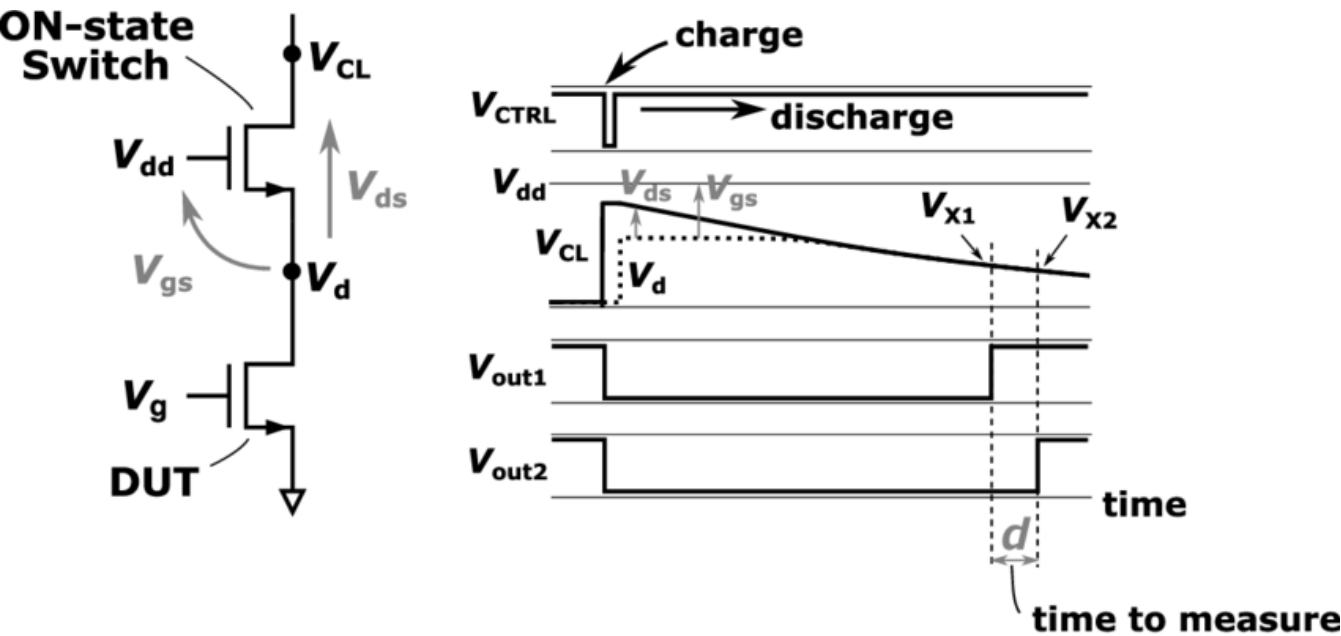 ON-state
Switch
VCL
Vdd
Vds
Vgs
Vd
Vg
DUT
charge
VCTRL
discharge
Vdd
Vds
Vgs
VX1
VX2
VCL
Vd
Vout1
Vout2
time
d
time to measure